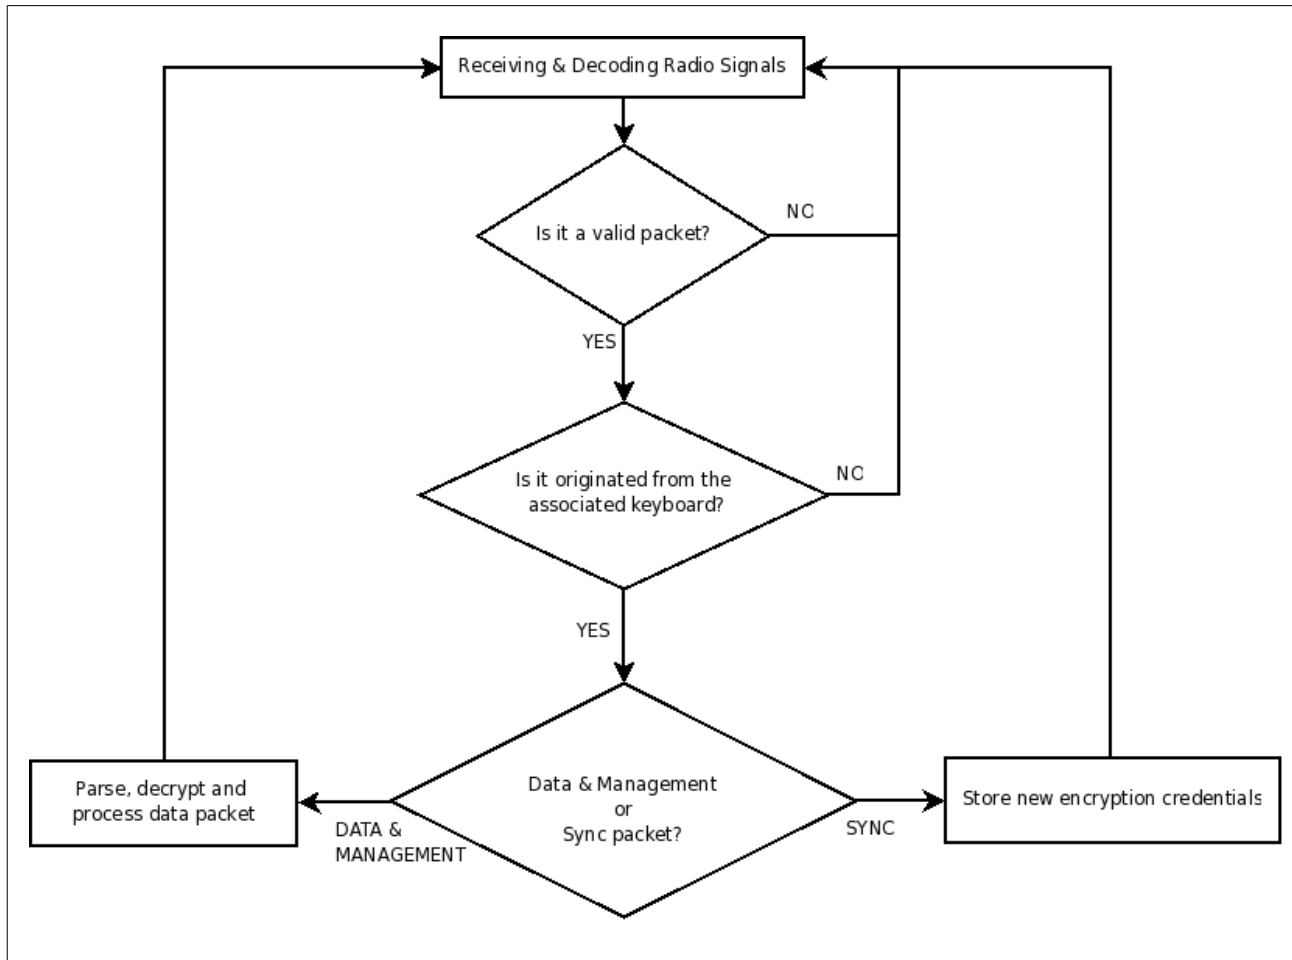 Receiving & Decoding Radio Signals
Is it a valid packet?
NO
YES
Is it originated from the
associated keyboard?
NO
YES
Data & Management
or
Sync packet?
DATA &
MANAGEMENT
SYNC
Parse, decrypt and
process data packet
Store new encryption credentials